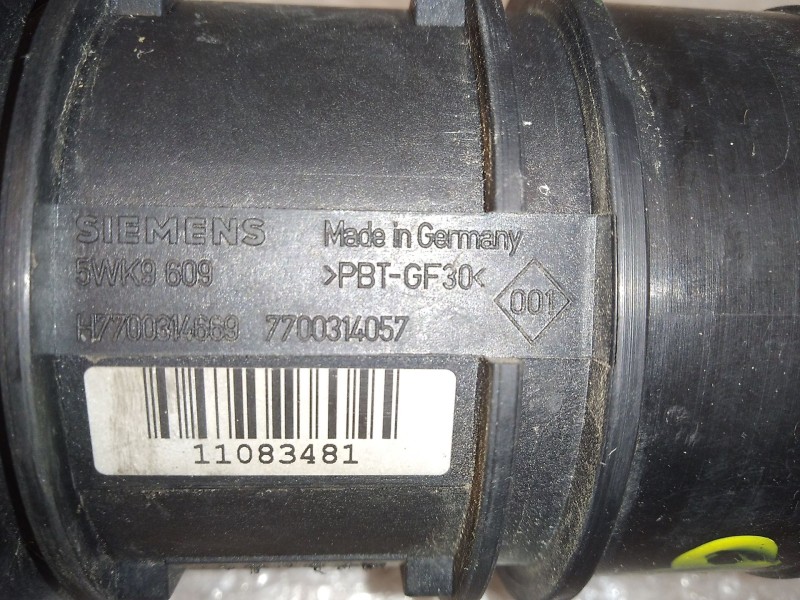 SIEMENS Made in Germany
5WK9 609 >PBT-GF30< 001
H7700314669 7700314057
11083481